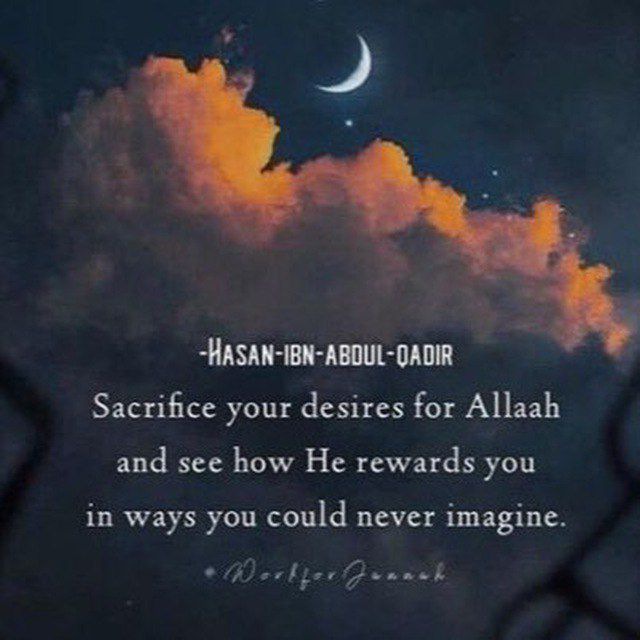 -HASAN-IBN-ABDUL-QADIR
Sacrifice your desires for Allaah
and see how He rewards you
in ways you could never imagine.
#WorkforJannah